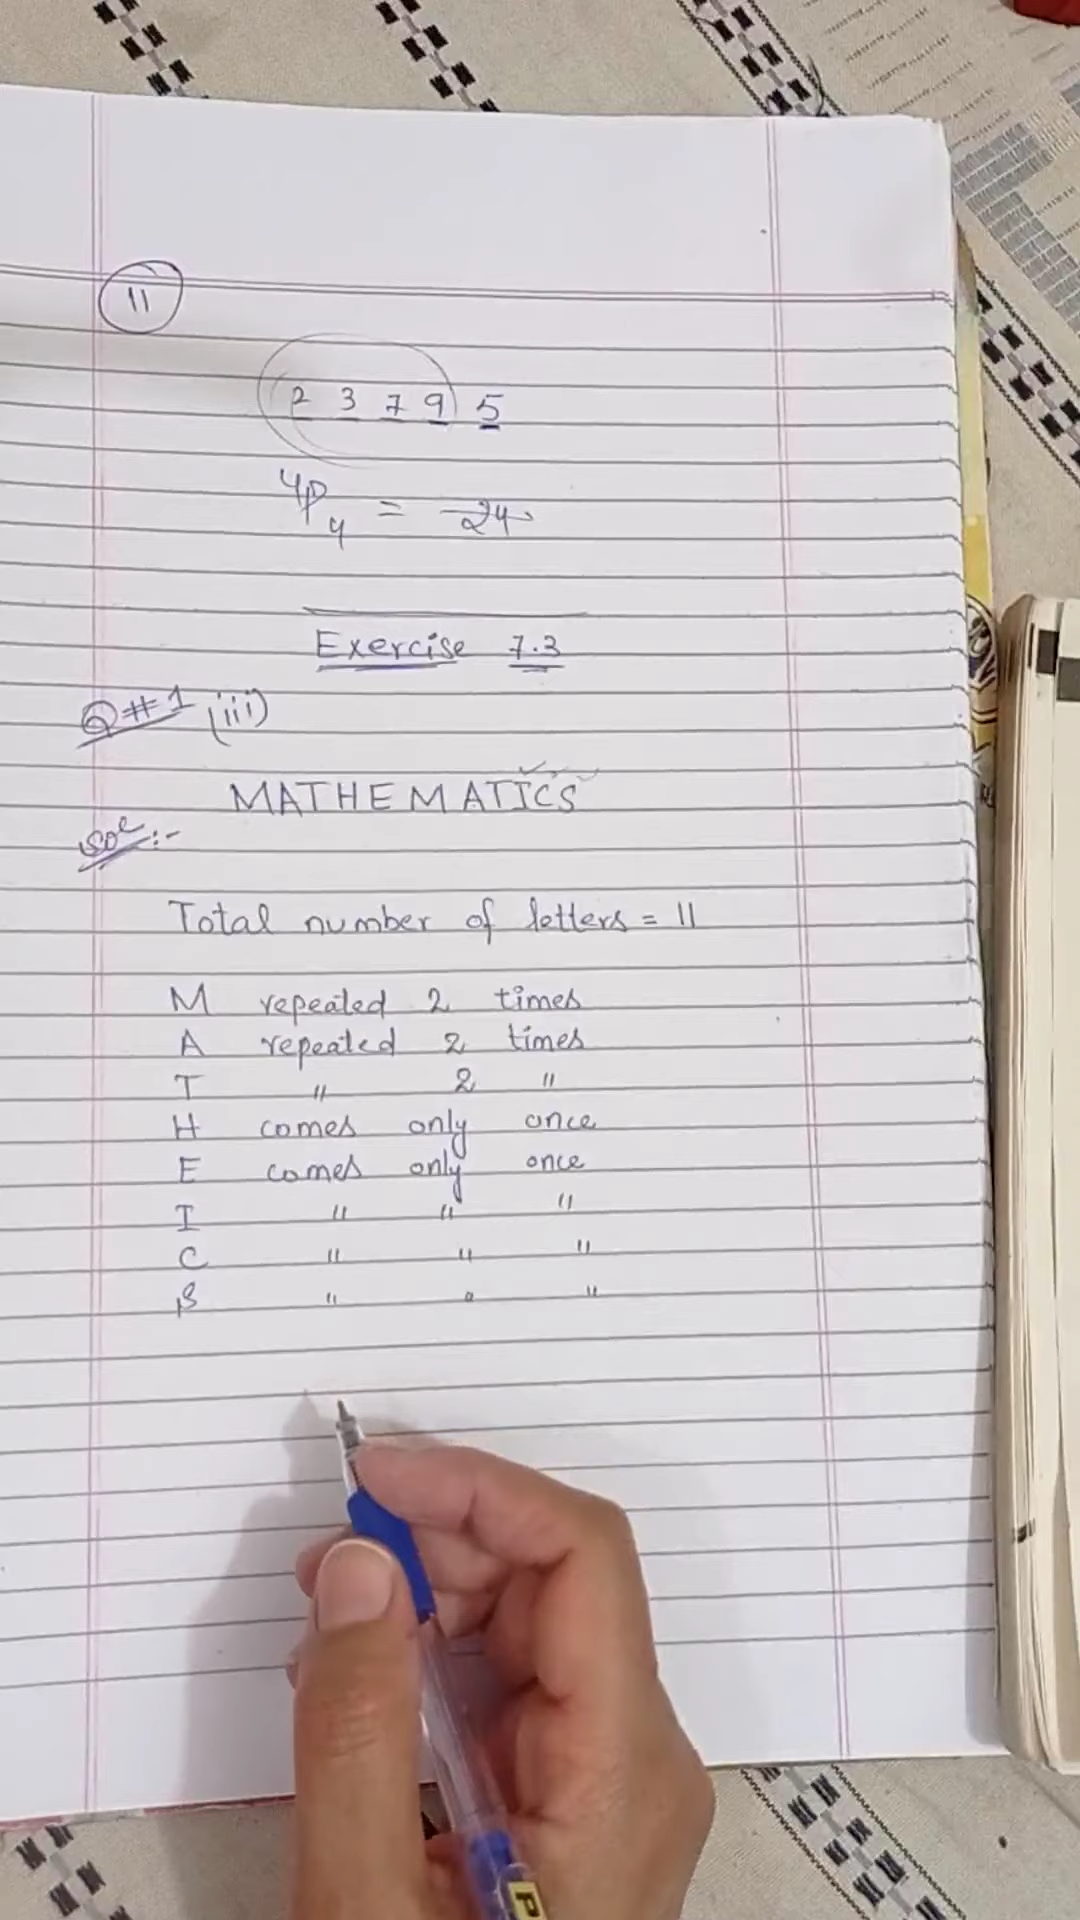 11
2 3 7 9 5
4P4 = 24
Exercise 7.3
Q#1 (iii)
MATHEMATICS
Sol:-
Total number of letters = 11
M repeated 2 times
A repeated 2 times
T " 2 "
H comes only once
E comes only once
I " " "
C " " "
S " " "
P